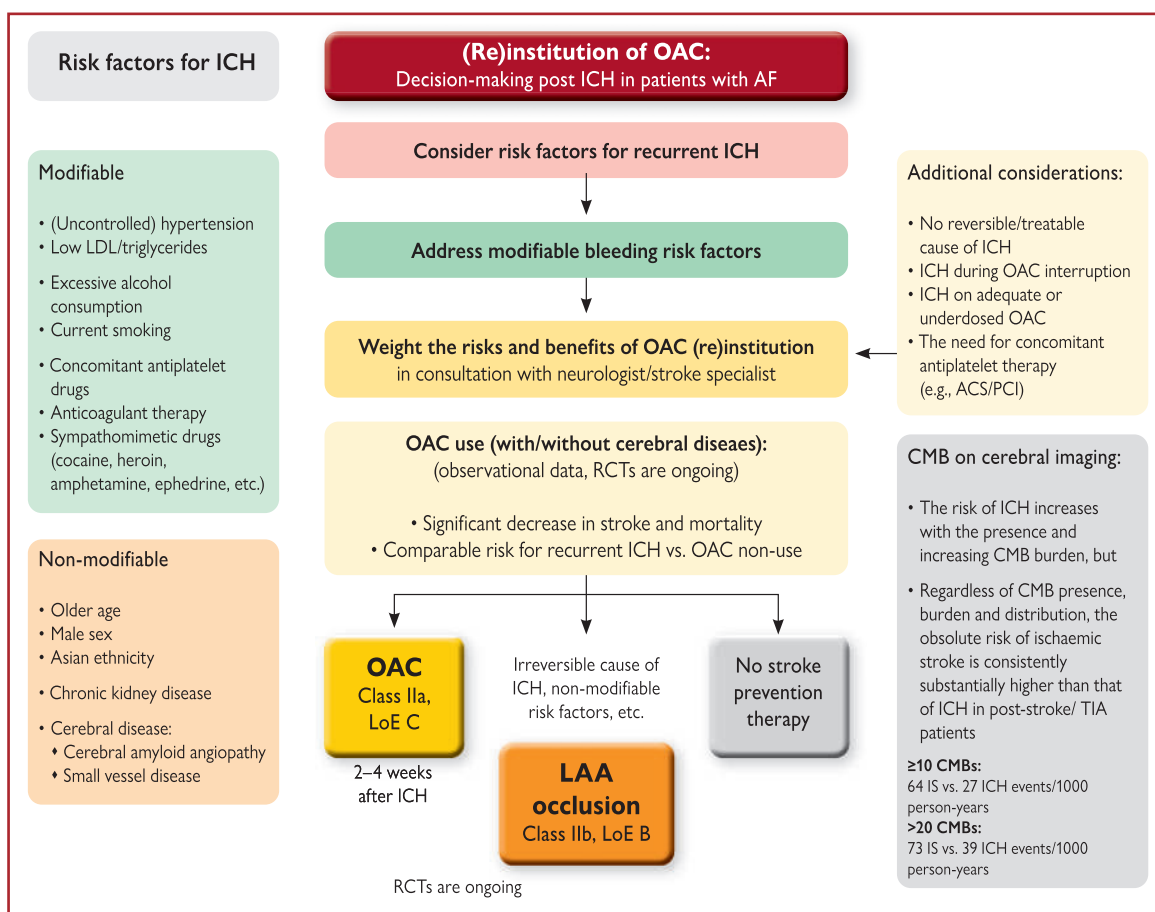 Risk factors for ICH
(Re)institution of OAC:
Decision-making post ICH in patients with AF
Consider risk factors for recurrent ICH
Modifiable
• (Uncontrolled) hypertension
• Low LDL/triglycerides
• Excessive alcohol
consumption
• Current smoking
• Concomitant antiplatelet
drugs
• Anticoagulant therapy
• Sympathomimetic drugs
(cocaine, heroin,
amphetamine, ephedrine, etc.)
Address modifiable bleeding risk factors
Additional considerations:
• No reversible/treatable
cause of ICH
• ICH during OAC interruption
• ICH on adequate or
underdosed OAC
• The need for concomitant
antiplatelet therapy
(e.g., ACS/PCI)
Weight the risks and benefits of OAC (re)institution
in consultation with neurologist/stroke specialist
OAC use (with/without cerebral diseaes):
(observational data, RCTs are ongoing)
• Significant decrease in stroke and mortality
• Comparable risk for recurrent ICH vs. OAC non-use
Non-modifiable
• Older age
• Male sex
• Asian ethnicity
• Chronic kidney disease
• Cerebral disease:
♦ Cerebral amyloid angiopathy
♦ Small vessel disease
OAC
Class IIa,
LoE C
2–4 weeks
after ICH
Irreversible cause of
ICH, non-modifiable
risk factors, etc.
LAA
occlusion
Class IIb, LoE B
No stroke
prevention
therapy
RCTs are ongoing
CMB on cerebral imaging:
• The risk of ICH increases
with the presence and
increasing CMB burden, but
• Regardless of CMB presence,
burden and distribution, the
absolute risk of ischaemic
stroke is consistently
substantially higher than that
of ICH in post-stroke/ TIA
patients
≥10 CMBs:
64 IS vs. 27 ICH events/1000
person-years
>20 CMBs:
73 IS vs. 39 ICH events/1000
person-years